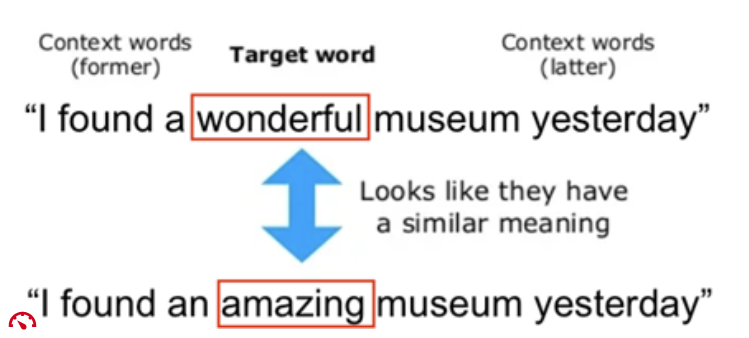 Context words
(former)
Target word
Context words
(latter)
“I found a wonderful museum yesterday”
Looks like they have
a similar meaning
“I found an amazing museum yesterday”